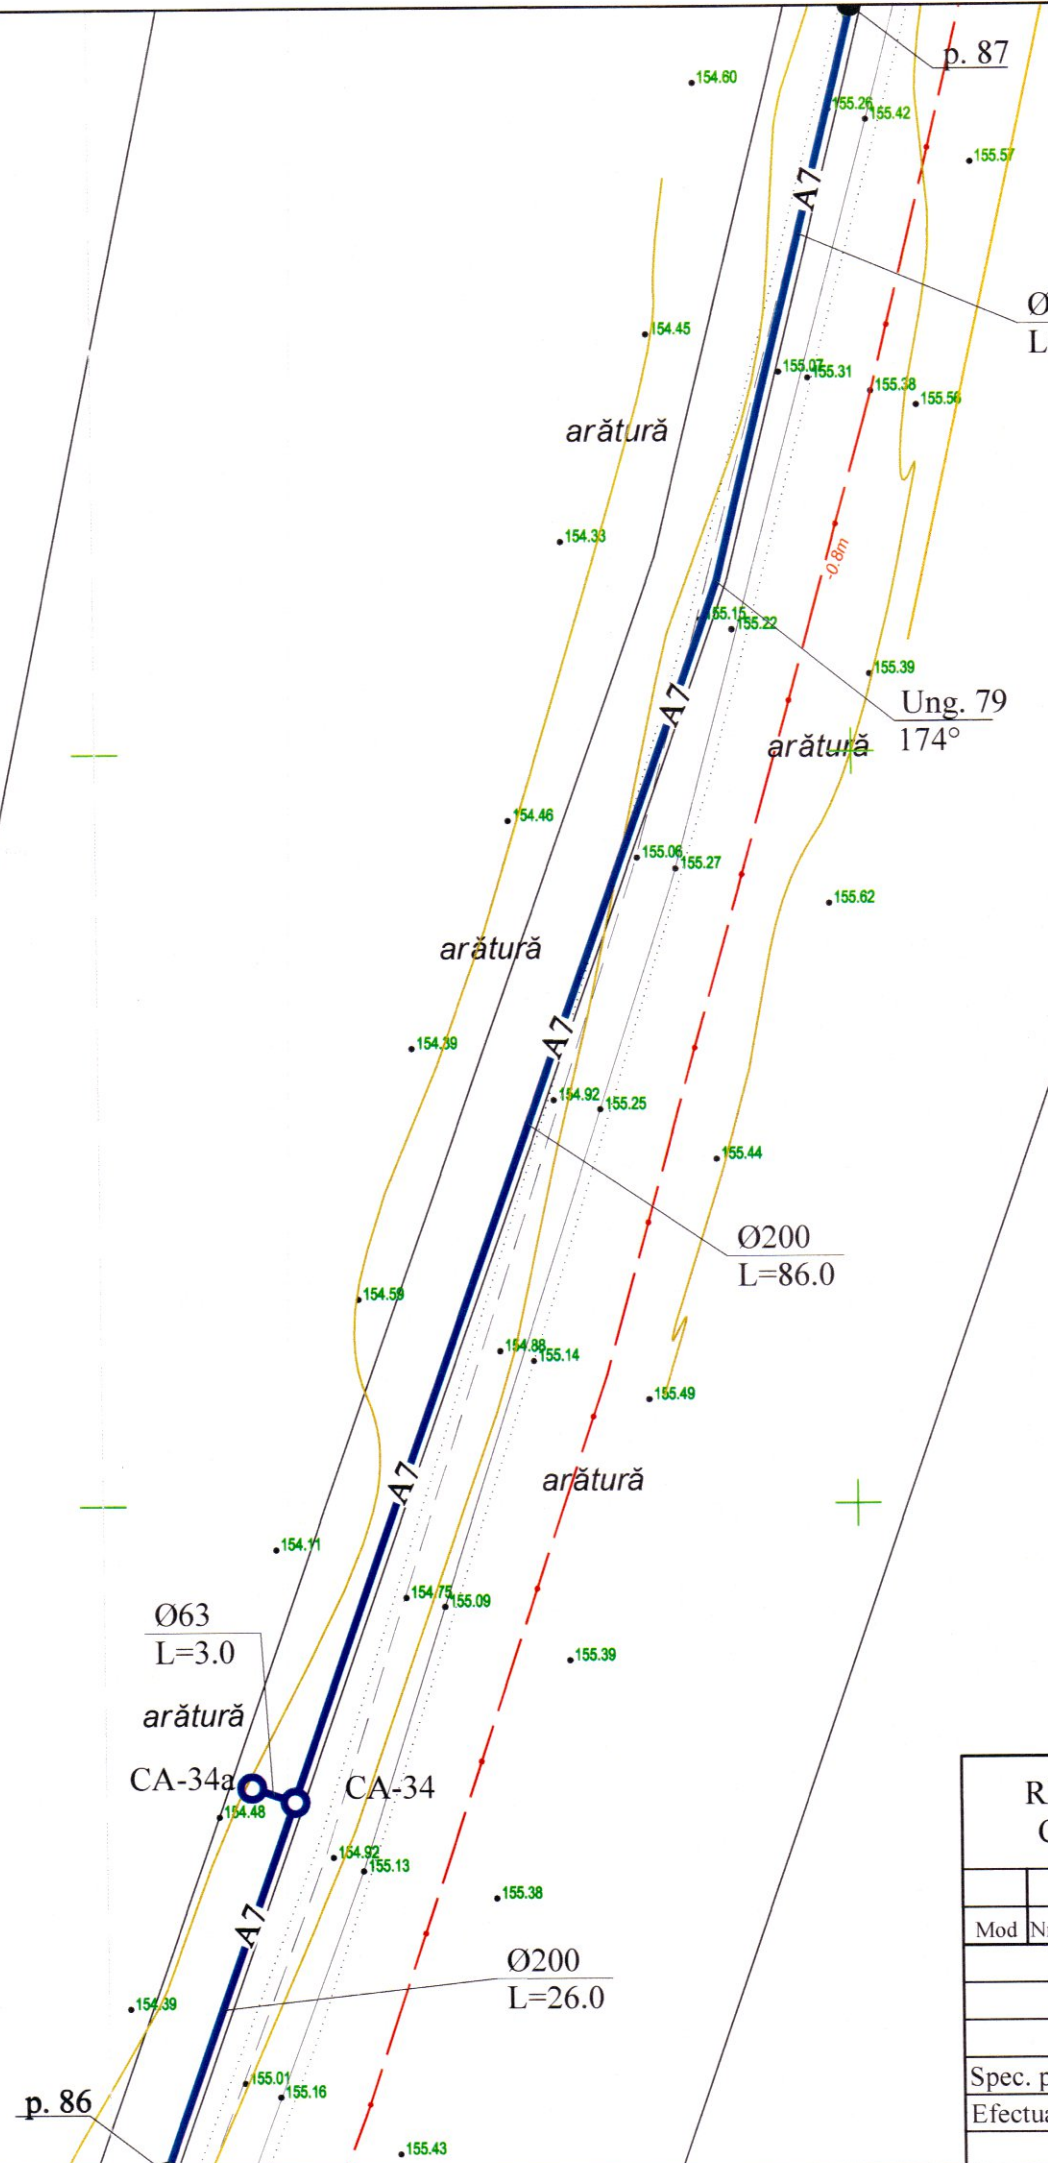 p. 87
154.60
155.26
155.42
155.57
A7
Ø
L
154.45
155.07
155.31
155.38
155.56
arătură
154.33
-0.8m
155.15
155.22
155.39
A7
Ung. 79
174°
arătură
154.46
155.06
155.27
155.62
arătură
154.39
A7
154.92
155.25
155.44
Ø200
L=86.0
154.59
154.88
155.14
155.49
A7
arătură
154.11
154.75
155.09
Ø63
L=3.0
155.39
arătură
CA-34a
CA-34
154.48
154.92
155.13
155.38
A7
Ø200
L=26.0
154.39
155.01
155.16
p. 86
155.43
Mod
Spec. p
Efectua